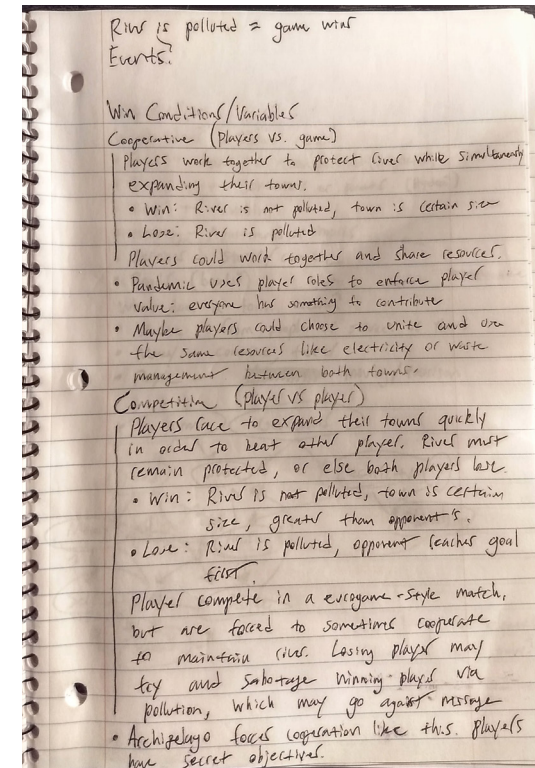 River is polluted = game wins
Events?
Win Conditions/Variables
Cooperative (Players vs. game)
Players work together to protect river while simultaneously
expanding their towns.
• Win: River is not polluted, town is certain size
• Lose: River is polluted
Players could work together and share resources.
• Pandemic uses player roles to enforce player
value: everyone has something to contribute
• Maybe players could choose to unite and use
the same resources like electricity or waste
management between both towns.
Competitive (player vs player)
Players race to expand their towns quickly
in order to beat other player. River must
remain protected, or else both players lose.
• Win: River is not polluted, town is certain
size, greater than opponent's.
• Lose: River is polluted, opponent reaches goal
first.
Player compete in a eurogame-style match,
but are forced to sometimes cooperate
to maintain river. Losing player may
try and sabotage winning player via
pollution, which may go against message
• Archipelago forces cooperation like this. Players
have secret objectives.